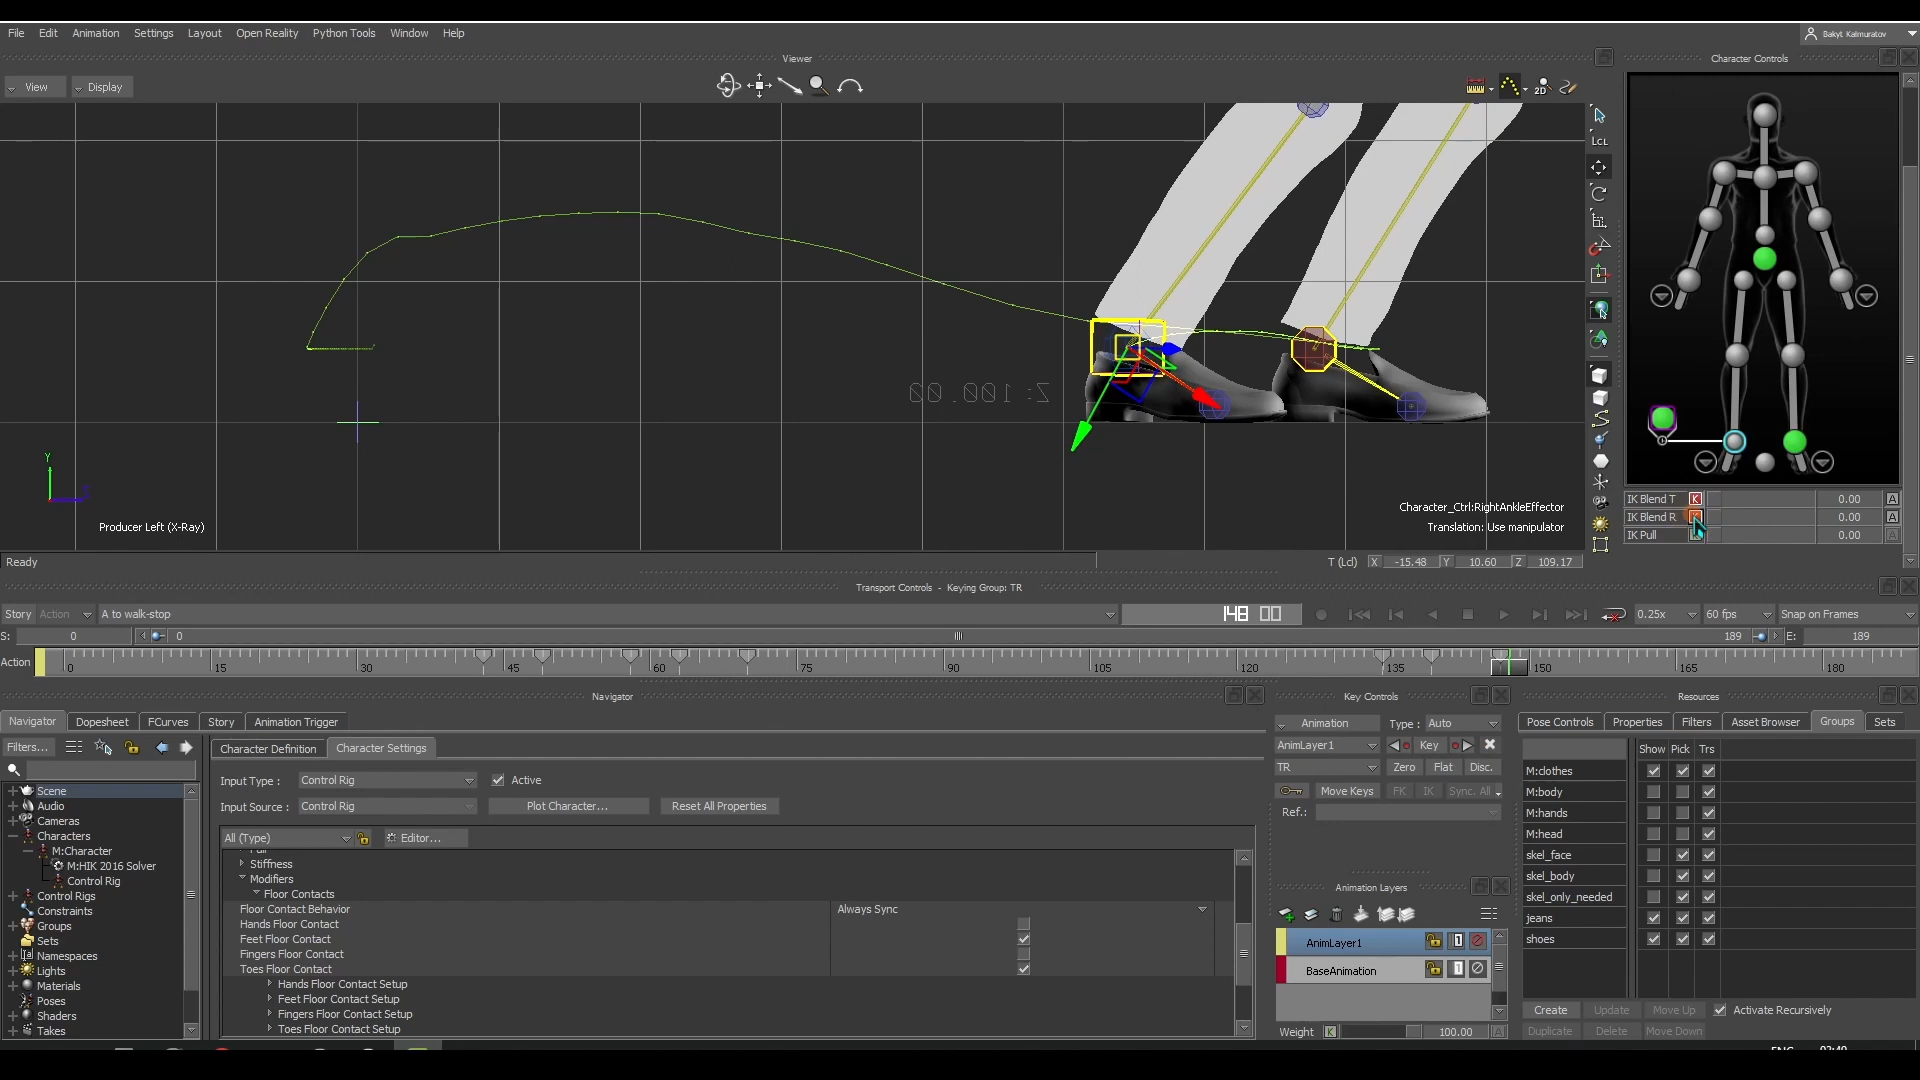 File Edit Animation Settings Layout Open Reality Python Tools Window Help
Bakyt Kalmuratov
Viewer
Character Controls
View Display
2D
LCL
Z: 100.00
Y
Producer Left (X-Ray)
Character_Ctrl:RightAnkleEffector
Translation: Use manipulator
IK Blend T K 0.00 A
IK Blend R 0.00 A
IK Pull 0.00 A
Ready
T (Lcl) X -15.48 Y 10.60 Z 109.17
Transport Controls - Keying Group: TR
Story Action A to walk-stop 148 00 0.25x 60 fps Snap on Frames
S: 0 0 189 E: 189
Action 0 15 30 45 60 75 90 105 120 135 150 165 180
Navigator
Key Controls
Resources
Navigator Dopesheet FCurves Story Animation Trigger
Filters...
Scene
Audio
Cameras
Characters
M:Character
M:HIK 2016 Solver
Control Rig
Control Rigs
Constraints
Groups
Sets
Namespaces
Lights
Materials
Poses
Shaders
Takes
Character Definition Character Settings
Input Type : Control Rig Active
Input Source : Control Rig Plot Character... Reset All Properties
All (Type) Editor...
Stiffness
Modifiers
Floor Contacts
Floor Contact Behavior Always Sync
Hands Floor Contact
Feet Floor Contact
Fingers Floor Contact
Toes Floor Contact
Hands Floor Contact Setup
Feet Floor Contact Setup
Fingers Floor Contact Setup
Toes Floor Contact Setup
Animation Type : Auto
AnimLayer1 Key
TR Zero Flat Disc.
Move Keys FK IK Sync. All
Ref.:
Animation Layers
AnimLayer1 1
BaseAnimation 1
Weight K 100.00 A
Pose Controls Properties Filters Asset Browser Groups Sets
Show Pick Trs
M:clothes
M:body
M:hands
M:head
skel_face
skel_body
skel_only_needed
jeans
shoes
Create Update Move Up Activate Recursively
Duplicate Delete Move Down